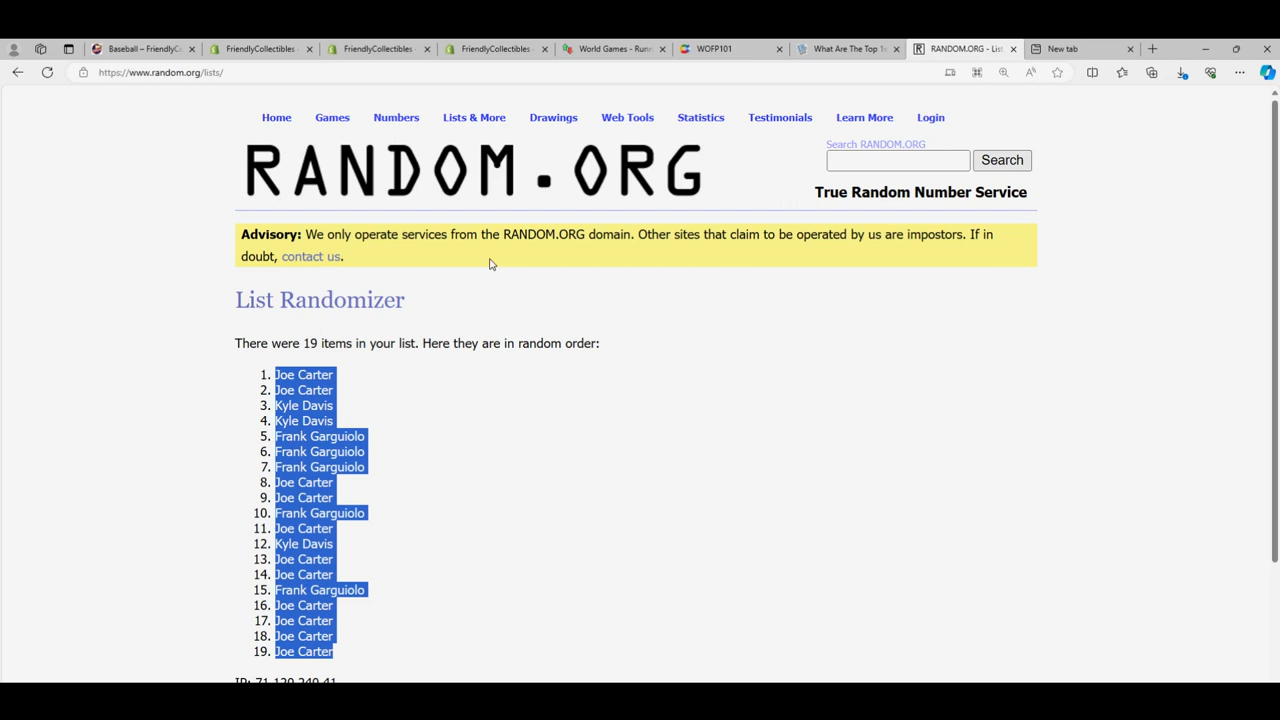 Baseball – FriendlyCo
FriendlyCollectibles
FriendlyCollectibles
FriendlyCollectibles
World Games - Runn
WOFP101
What Are The Top 1
RANDOM.ORG - List
New tab
https://www.random.org/lists/
Home Games Numbers Lists & More Drawings Web Tools Statistics Testimonials Learn More Login
RANDOM.ORG
Search RANDOM.ORG
Search
True Random Number Service
Advisory: We only operate services from the RANDOM.ORG domain. Other sites that claim to be operated by us are impostors. If in
doubt, contact us.
List Randomizer
There were 19 items in your list. Here they are in random order:
1. Joe Carter
2. Joe Carter
3. Kyle Davis
4. Kyle Davis
5. Frank Garguiolo
6. Frank Garguiolo
7. Frank Garguiolo
8. Joe Carter
9. Joe Carter
10. Frank Garguiolo
11. Joe Carter
12. Kyle Davis
13. Joe Carter
14. Joe Carter
15. Frank Garguiolo
16. Joe Carter
17. Joe Carter
18. Joe Carter
19. Joe Carter